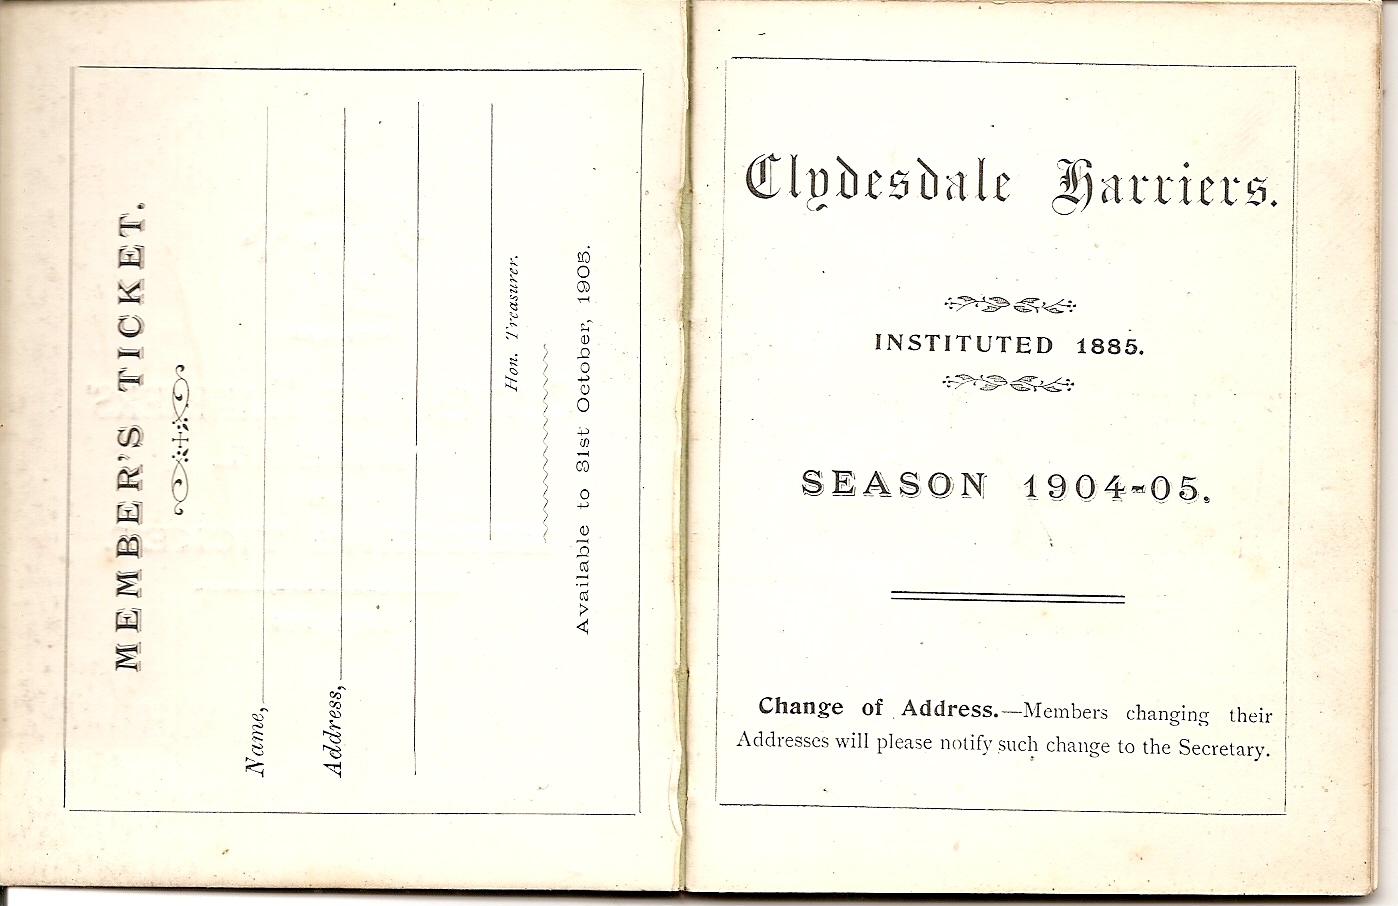 MEMBER'S TICKET.
Name,
Address,
Hon. Treasurer.
Available to 31st October, 1905.
Clydesdale Harriers.
INSTITUTED 1885.
SEASON 1904-05.
Change of Address.—Members changing their
Addresses will please notify such change to the Secretary.